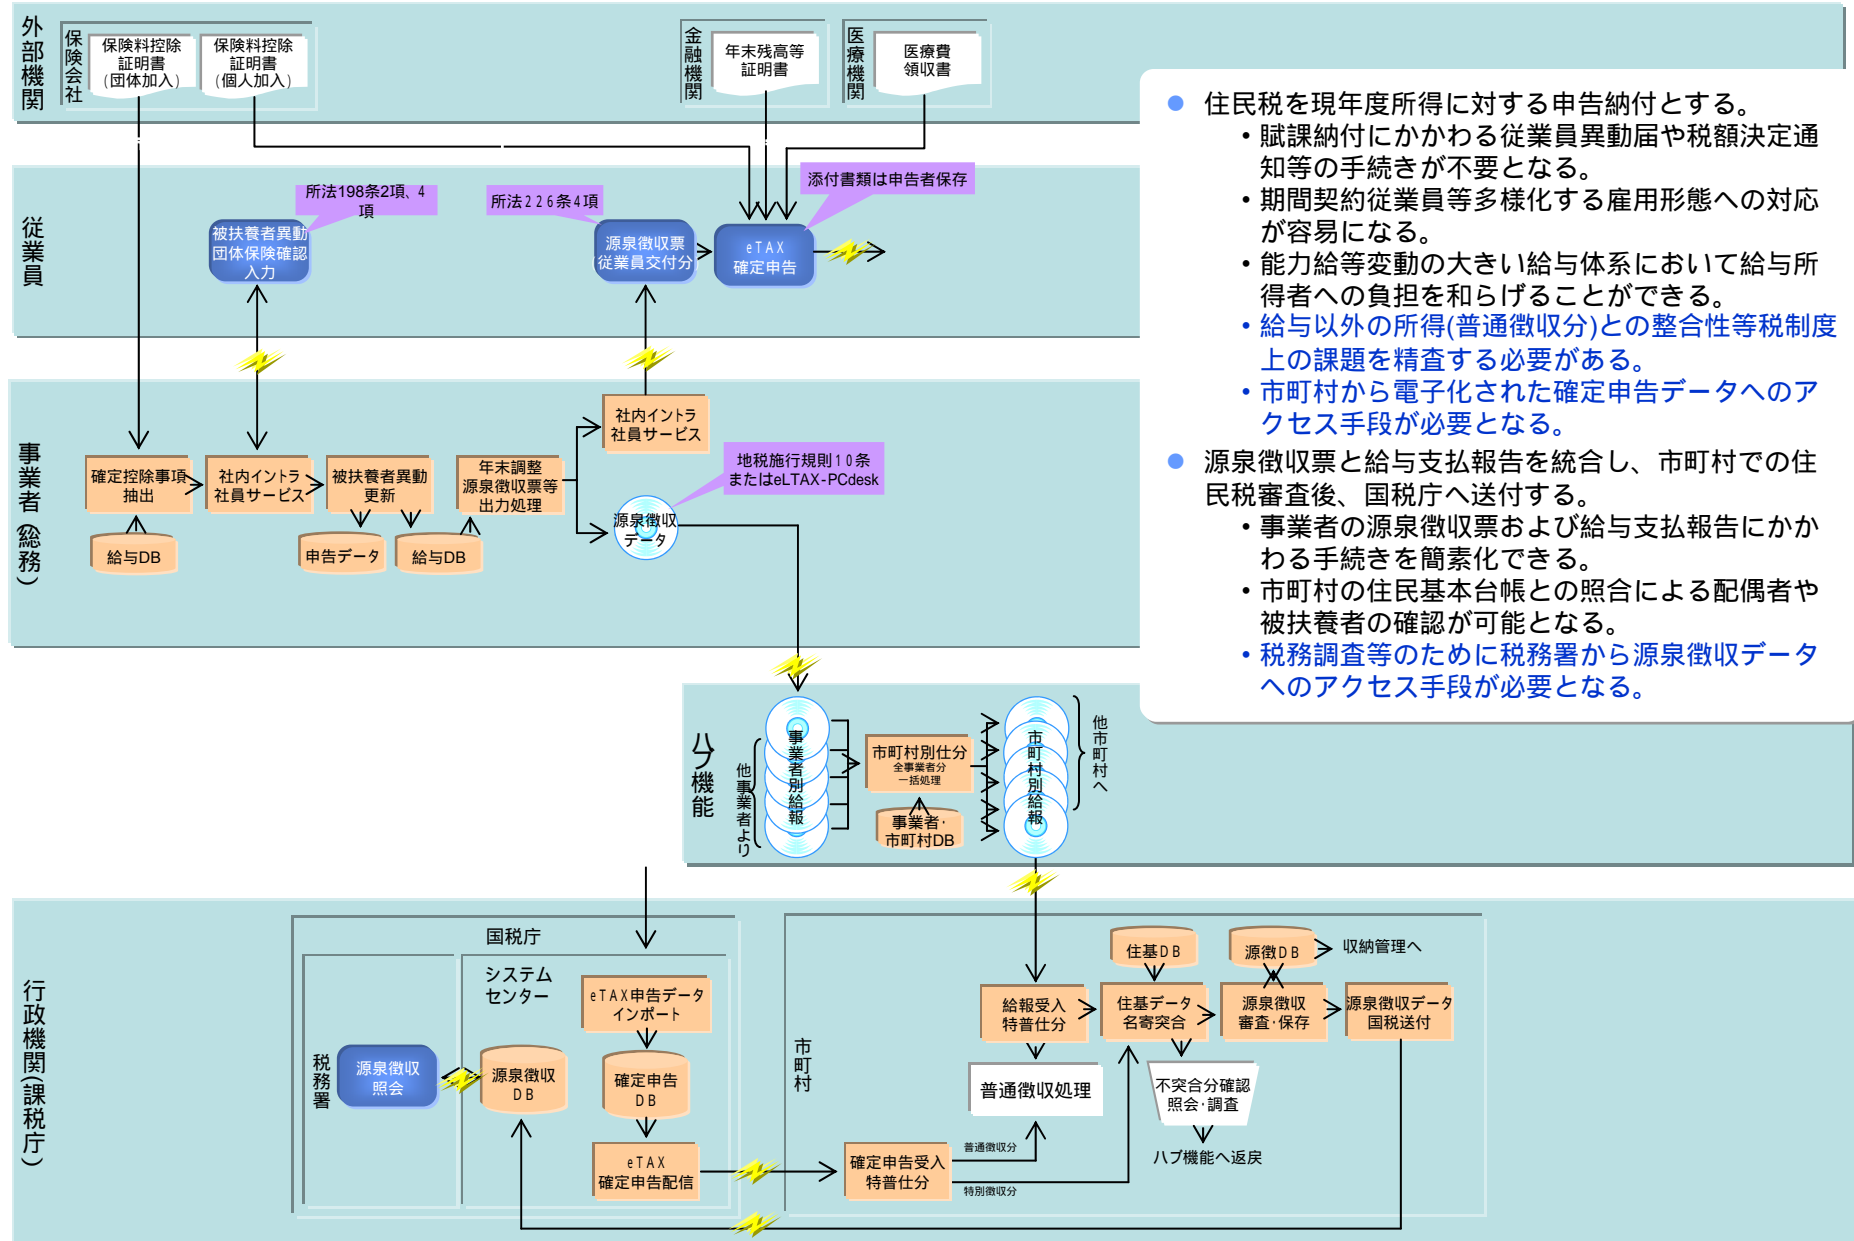 外部機関
保険会社
保険料控除
証明書
(団体加入)
保険料控除
証明書
(個人加入)
金融機関
年末残高等
証明書
医療機関
医療費
領収書
従業員
所法198条2項、4
項
被扶養者異動
団体保険確認
入力
所法226条4項
源泉徴収票
(従業員交付分)
添付書類は申告者保存
eTAX
確定申告
事業者(総務)
確定控除事項
抽出
給与DB
社内イントラ
社員サービス
被扶養者異動
更新
申告データ
給与DB
年末調整
源泉徴収票等
出力処理
社内イントラ
社員サービス
地税施行規則10条
またはeLTAX-PCdesk
源泉徴収
データ
●住民税を現年度所得に対する申告納付とする。
・賦課納付にかかわる従業員異動届や税額決定通
知等の手続きが不要となる。
・期間契約従業員等多様化する雇用形態への対応
が容易になる。
・能力給等変動の大きい給与体系において給与所
得者への負担を和らげることができる。
・給与以外の所得(普通徴収分)との整合性等税制度
上の課題を精査する必要がある。
・市町村から電子化された確定申告データへのア
クセス手段が必要となる。
●源泉徴収票と給与支払報告を統合し、市町村での住
民税審査後、国税庁へ送付する。
・事業者の源泉徴収票および給与支払報告にかか
わる手続きを簡素化できる。
・市町村の住民基本台帳との照合による配偶者や
被扶養者の確認が可能となる。
・税務調査等のために税務署から源泉徴収データ
へのアクセス手段が必要となる。
ハブ機能
他事業者より
事業者別給報
市町村別仕分
全事業者分
一括処理
事業者・
市町村DB
市町村別給報
他市町村へ
行政機関(課税庁)
国税庁
税務署
源泉徴収
照会
システム
センター
源泉徴収
DB
eTAX申告データ
インポート
確定申告
DB
eTAX
確定申告配信
市町村
給報受入
特普仕分
普通徴収処理
住基DB
住基データ
名寄突合
源徴DB
収納管理へ
源泉徴収
審査・保存
源泉徴収データ
国税送付
不突合分確認
照会・調査
ハブ機能へ返戻
確定申告受入
特普仕分
普通徴収分
特別徴収分